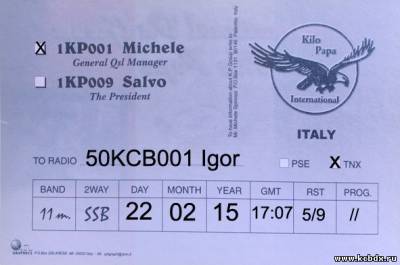 X 1KP001 Michele
General Qsl Manager
1KP009 Salvo
The President
Kilo
Papa
International
ITALY
TO RADIO 50KCB001 Igor PSE X TNX
BAND 2WAY DAY MONTH YEAR GMT RST PROG.
11 m. SSB 22 02 15 17:07 5/9 //
www.kcbdx.ru